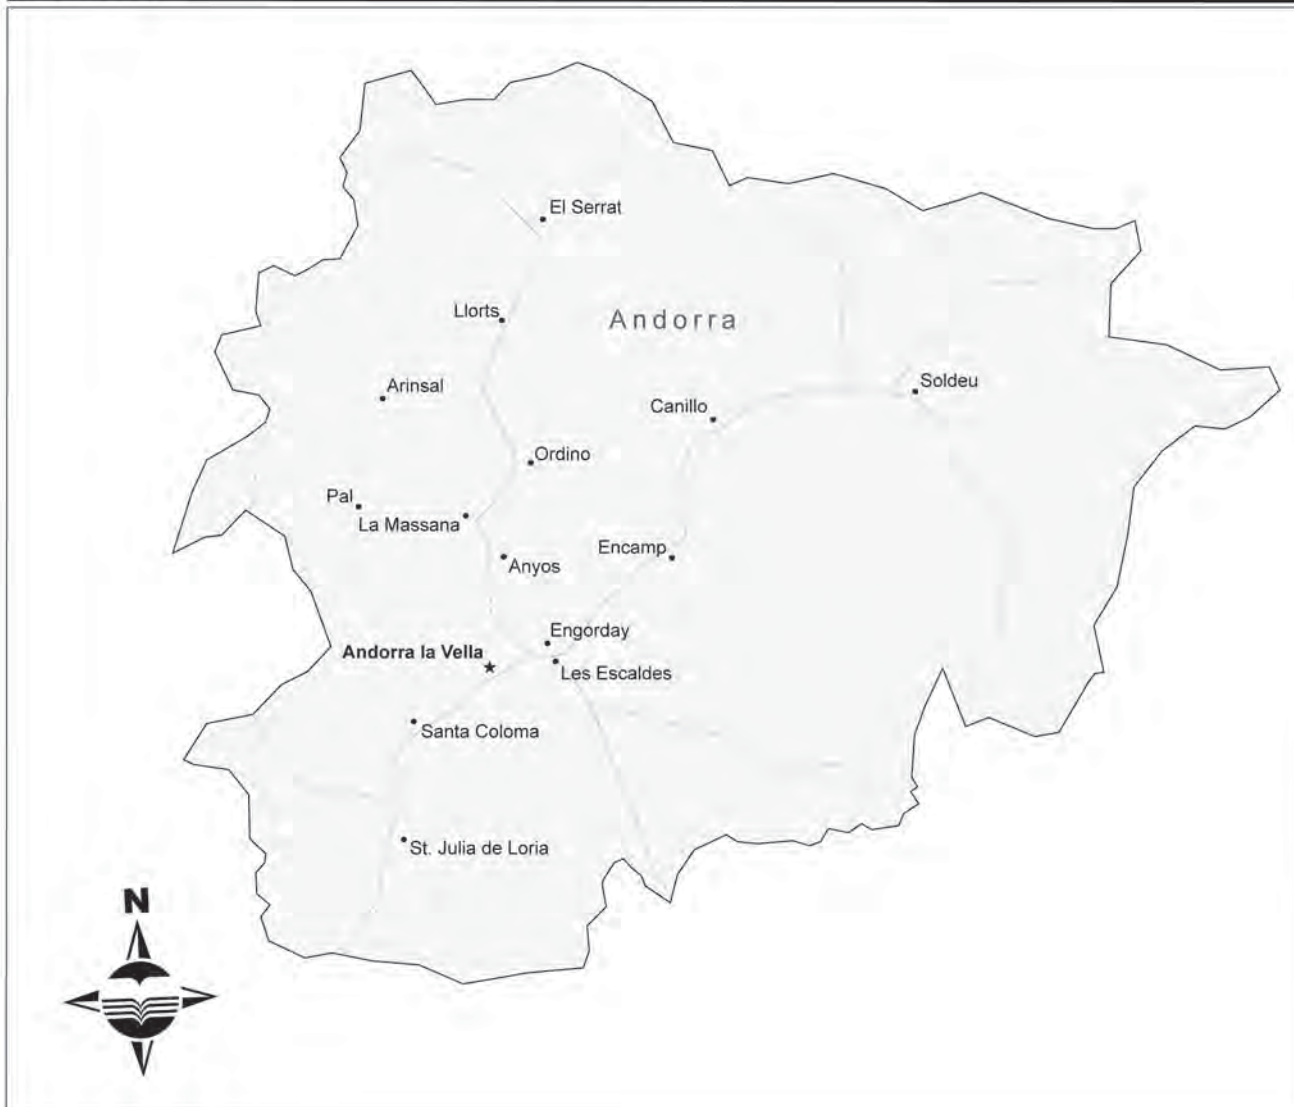 El Serrat
Llorts
Andorra
Arinsal
Soldeu
Canillo
Ordino
Pal
La Massana
Encamp
Anyos
Engorday
Andorra la Vella
Les Escaldes
Santa Coloma
St. Julia de Loria
N